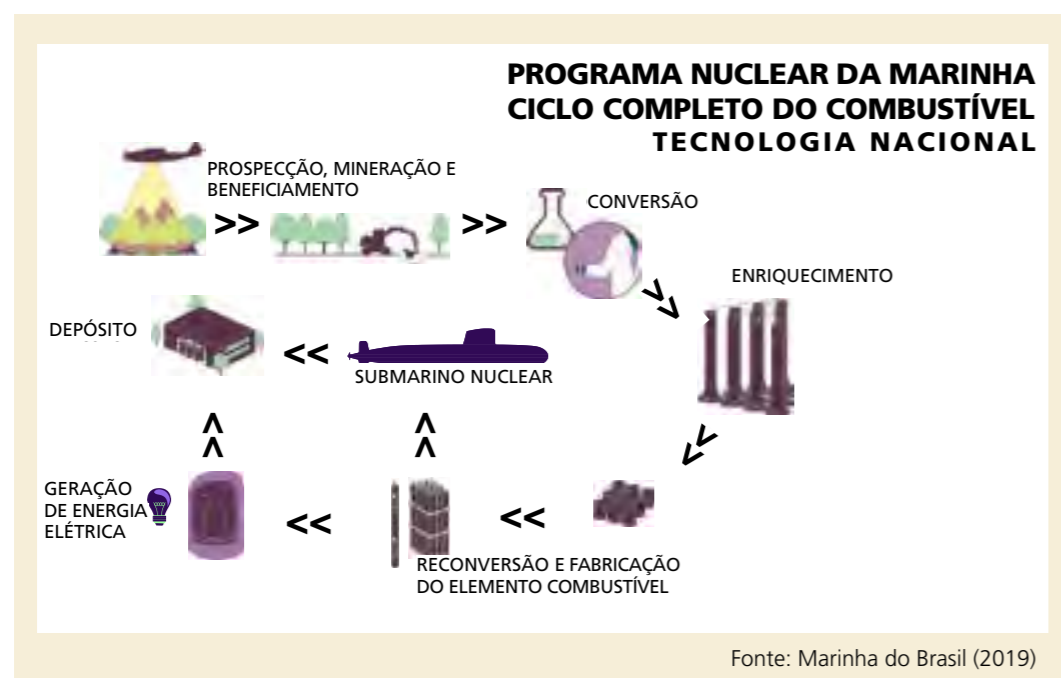 PROGRAMA NUCLEAR DA MARINHA
CICLO COMPLETO DO COMBUSTÍVEL
TECNOLOGIA NACIONAL
PROSPECÇÃO, MINERAÇÃO E
BENEFICIAMENTO
>>
>>
CONVERSÃO
>>
ENRIQUECIMENTO
DEPÓSITO
<<
SUBMARINO NUCLEAR
>>
<<
<<
>>
GERAÇÃO
DE ENERGIA
ELÉTRICA
<<
<<
RECONVERSÃO E FABRICAÇÃO
DO ELEMENTO COMBUSTÍVEL
Fonte: Marinha do Brasil (2019)